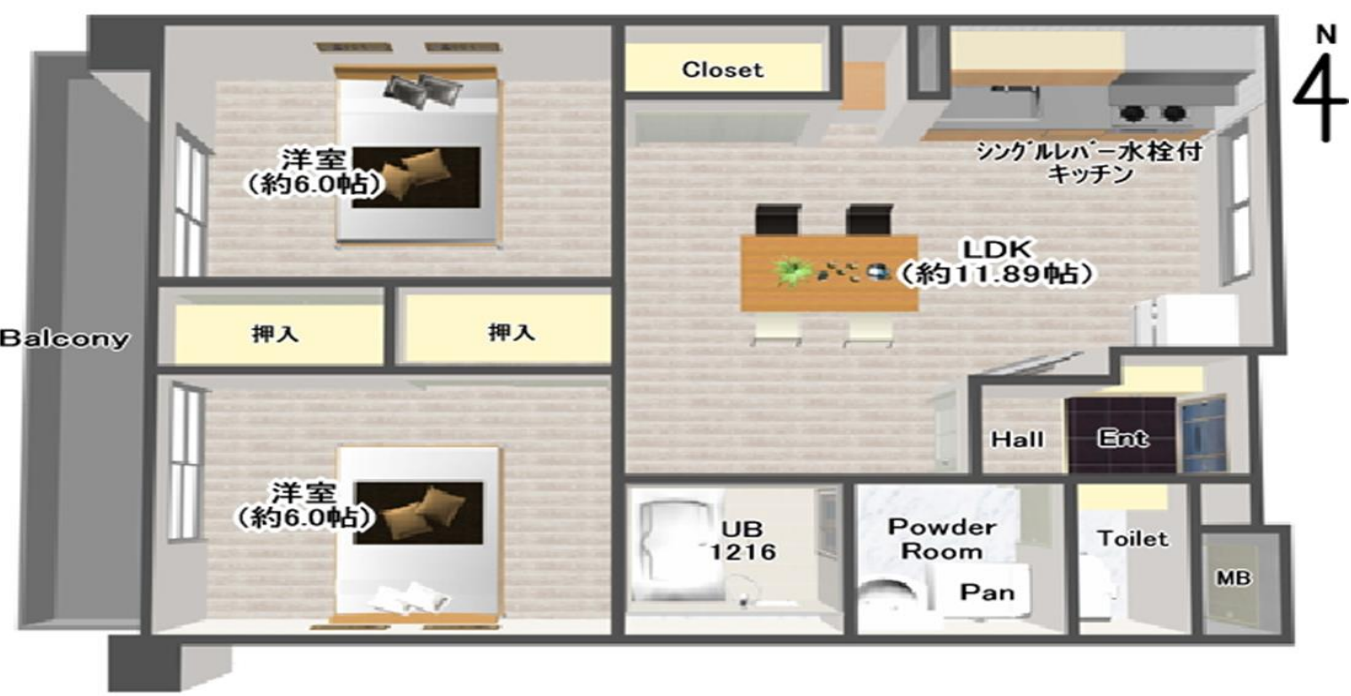 N
Closet
シングルレバー水栓付
キッチン
洋室
(約6.0帖)
LDK
(約11.89帖)
Balcony
押入
押入
Hall
Ent
洋室
(約6.0帖)
UB
1216
Powder
Room
Pan
Toilet
MB